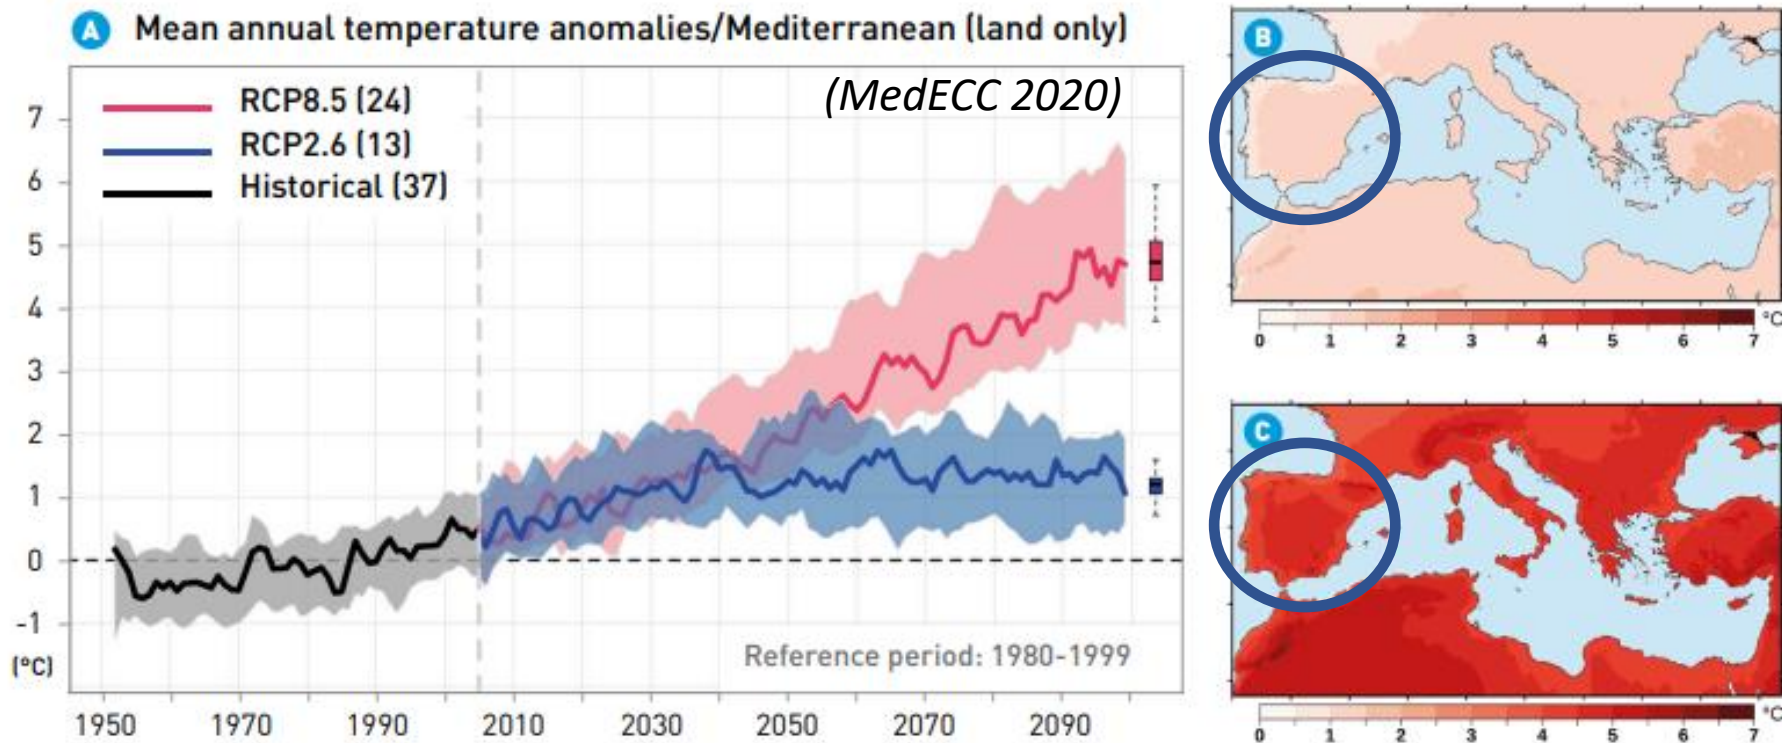 A Mean annual temperature anomalies/Mediterranean (land only)
(MedECC 2020)
RCP8.5 (24)
RCP2.6 (13)
Historical (37)
7
6
5
4
3
2
1
0
-1
(°C)
Reference period: 1980-1999
1950 1970 1990 2010 2030 2050 2070 2090
B
°C
0 1 2 3 4 5 6 7
C
°C
0 1 2 3 4 5 6 7